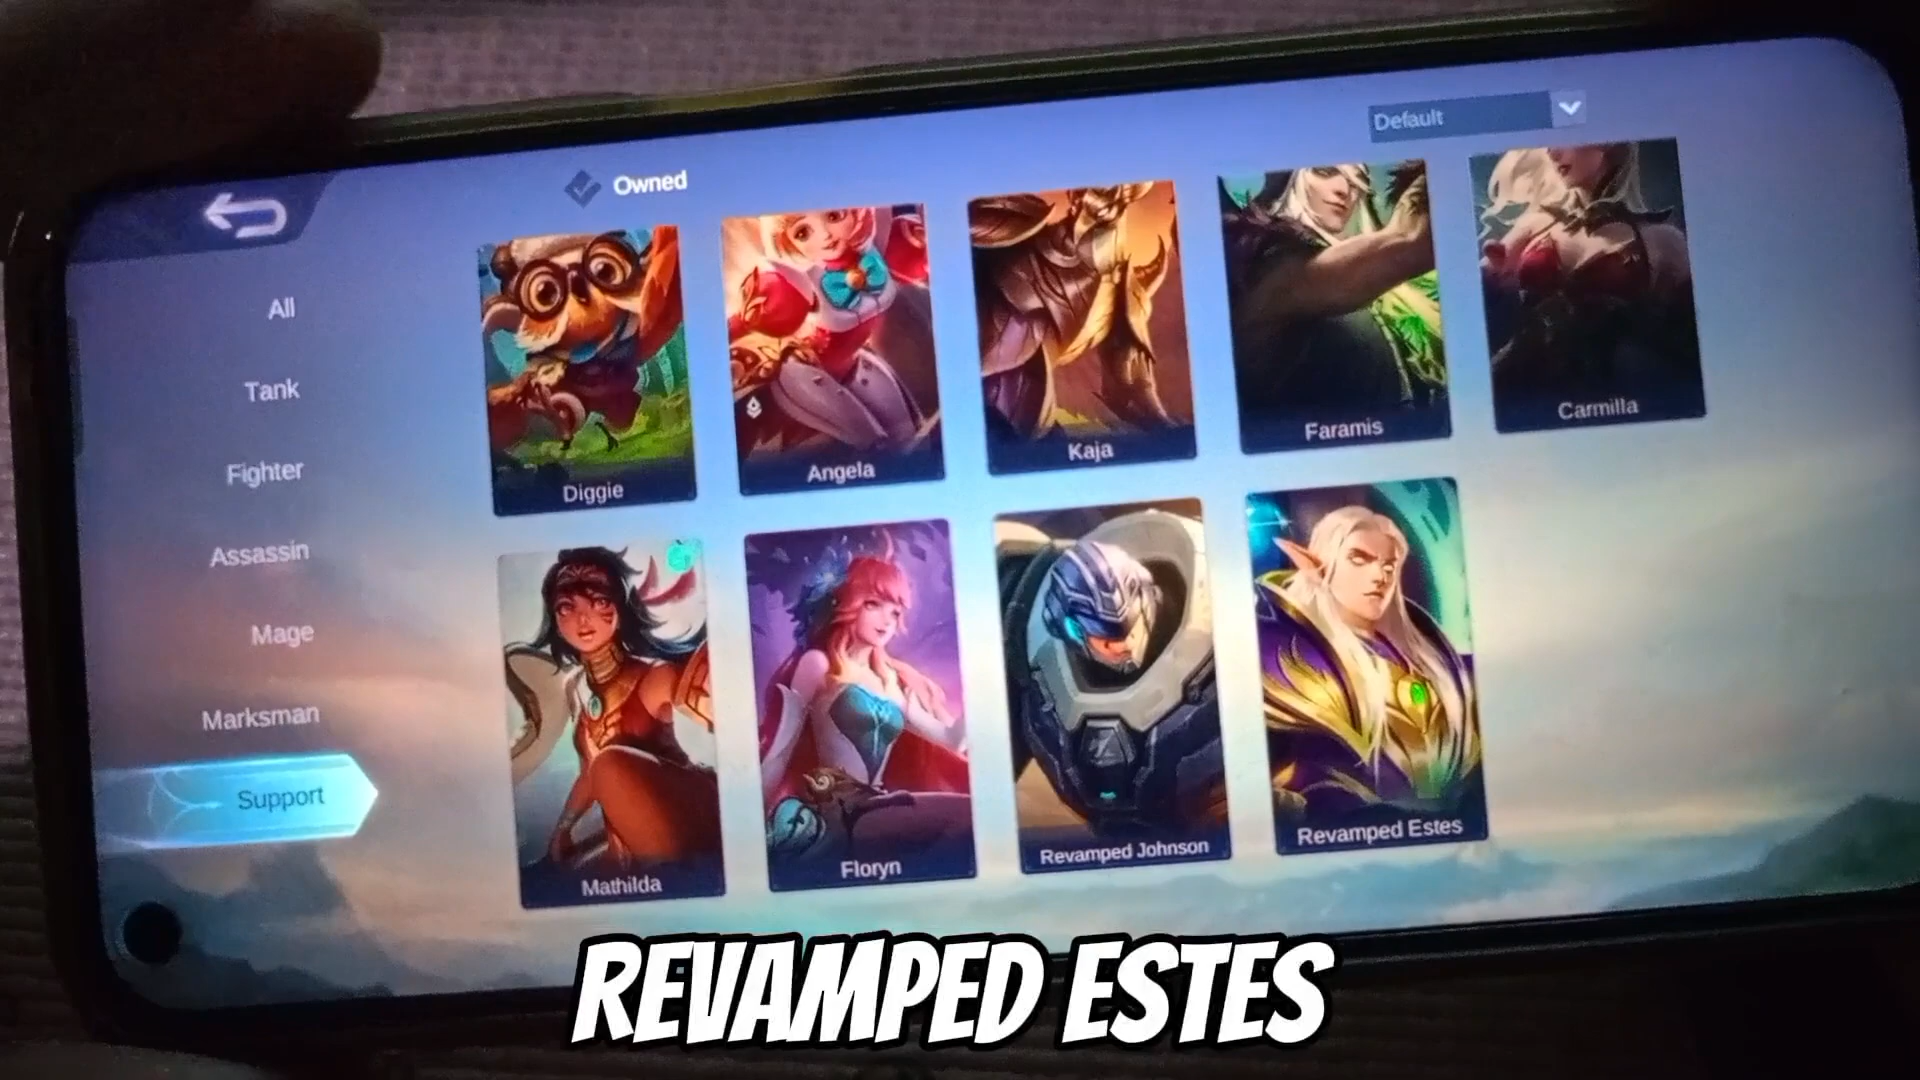 Default
Owned
All
Tank
Fighter
Assassin
Mage
Marksman
Support
Diggie
Angela
Kaja
Faramis
Carmilla
Mathilda
Floryn
Revamped Johnson
Revamped Estes
REVAMPED ESTES